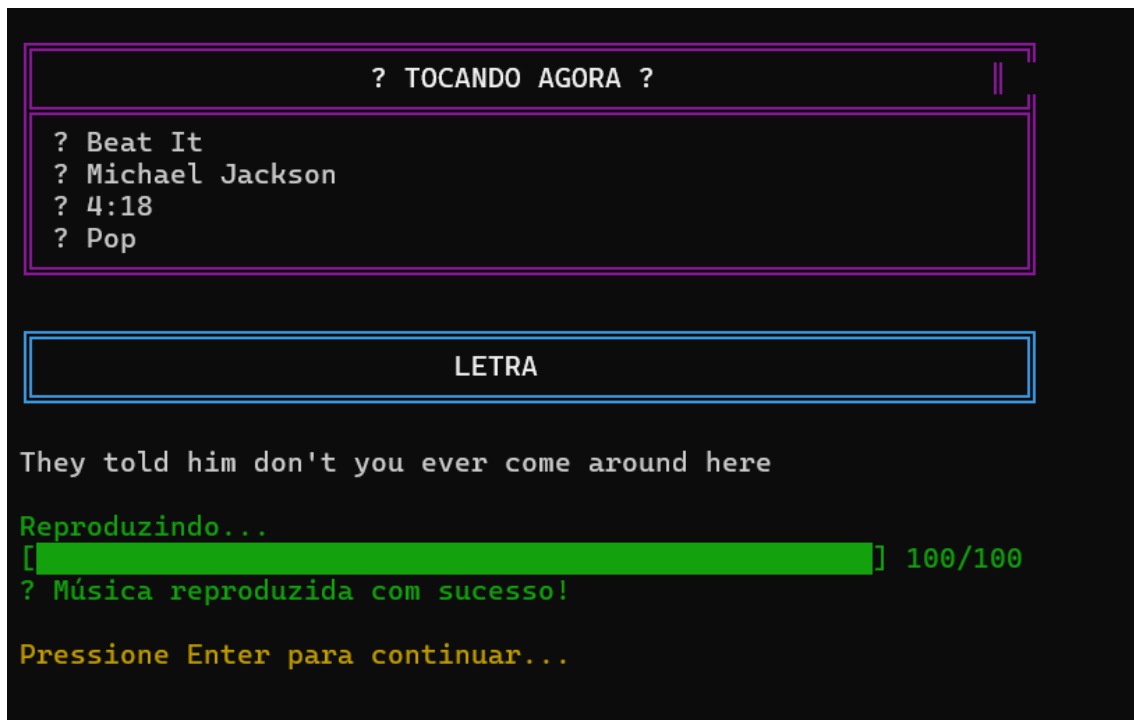 ? TOCANDO AGORA ?
? Beat It
? Michael Jackson
? 4:18
? Pop
LETRA
They told him don't you ever come around here
Reproduzindo...
[] 100/100
? Música reproduzida com sucesso!
Pressione Enter para continuar...